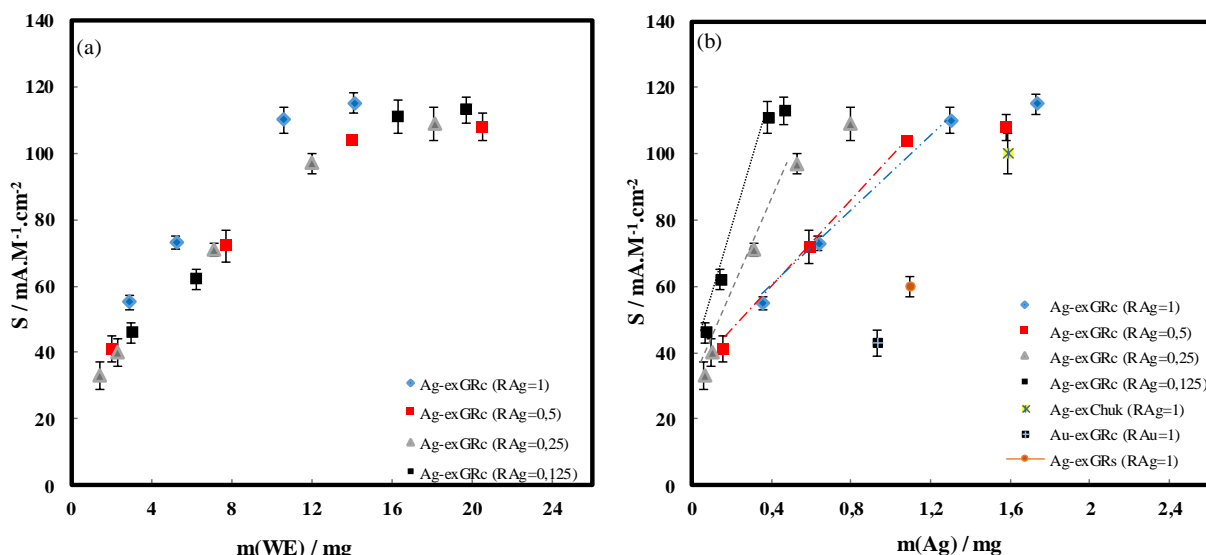 (a)
S / mA.M⁻¹.cm⁻²
140
120
100
80
60
40
20
0
0 4 8 12 16 20 24
m(WE) / mg
Ag-exGRc (RAg=1)
Ag-exGRc (RAg=0,5)
Ag-exGRc (RAg=0,25)
Ag-exGRc (RAg=0,125)
(b)
S / mA.M⁻¹.cm⁻²
140
120
100
80
60
40
20
0
0 0,4 0,8 1,2 1,6 2 2,4
m(Ag) / mg
Ag-exGRc (RAg=1)
Ag-exGRc (RAg=0,5)
Ag-exGRc (RAg=0,25)
Ag-exGRc (RAg=0,125)
Ag-exChuk (RAg=1)
Au-exGRc (RAu=1)
Ag-exGRs (RAg=1)